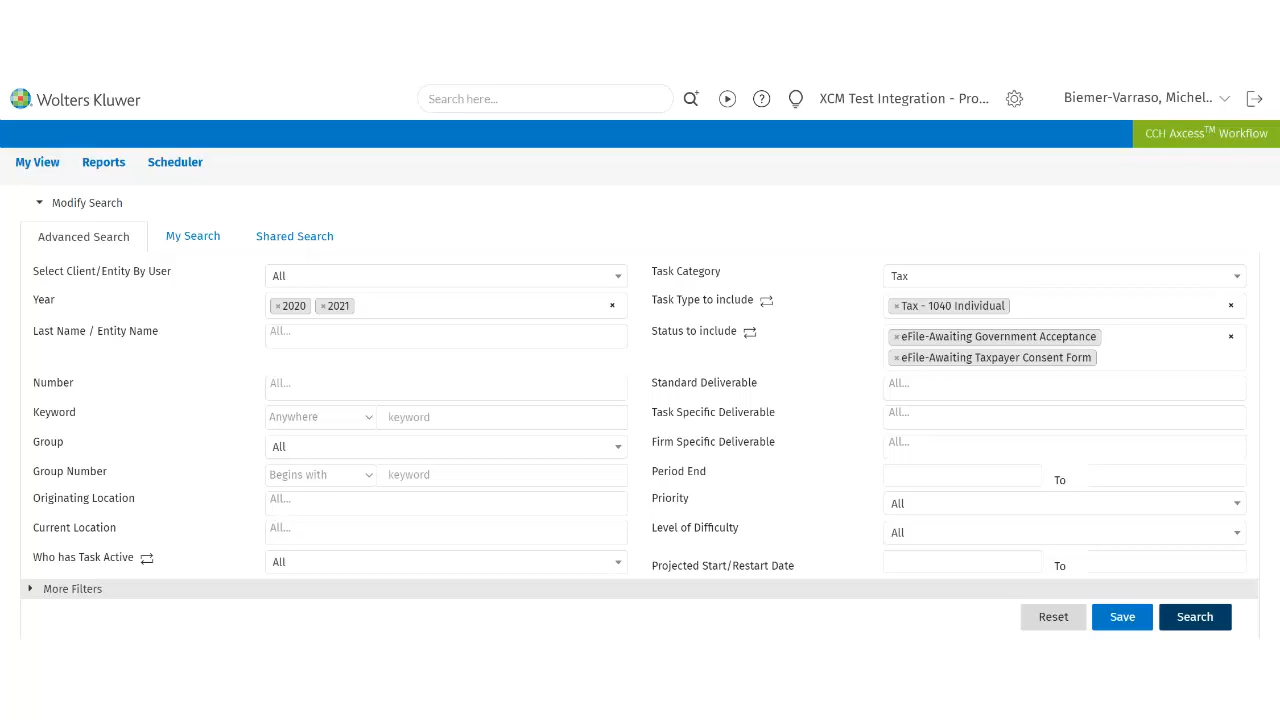 Wolters Kluwer
Search here...
XCM Test Integration - Pro...
Biemer-Varraso, Michel..
CCH Axcess™ Workflow
My View Reports Scheduler
Modify Search
Advanced Search My Search Shared Search
Select Client/Entity By User All
Task Category Tax
Year × 2020 × 2021 ×
Task Type to include × Tax - 1040 Individual ×
Last Name / Entity Name All...
Status to include × eFile-Awaiting Government Acceptance ×
× eFile-Awaiting Taxpayer Consent Form
Number All...
Standard Deliverable All...
Keyword Anywhere keyword
Task Specific Deliverable All...
Group All
Firm Specific Deliverable All...
Group Number Begins with keyword
Period End To
Originating Location All...
Priority All
Current Location All...
Level of Difficulty All
Who has Task Active All
Projected Start/Restart Date To
More Filters
Reset Save Search